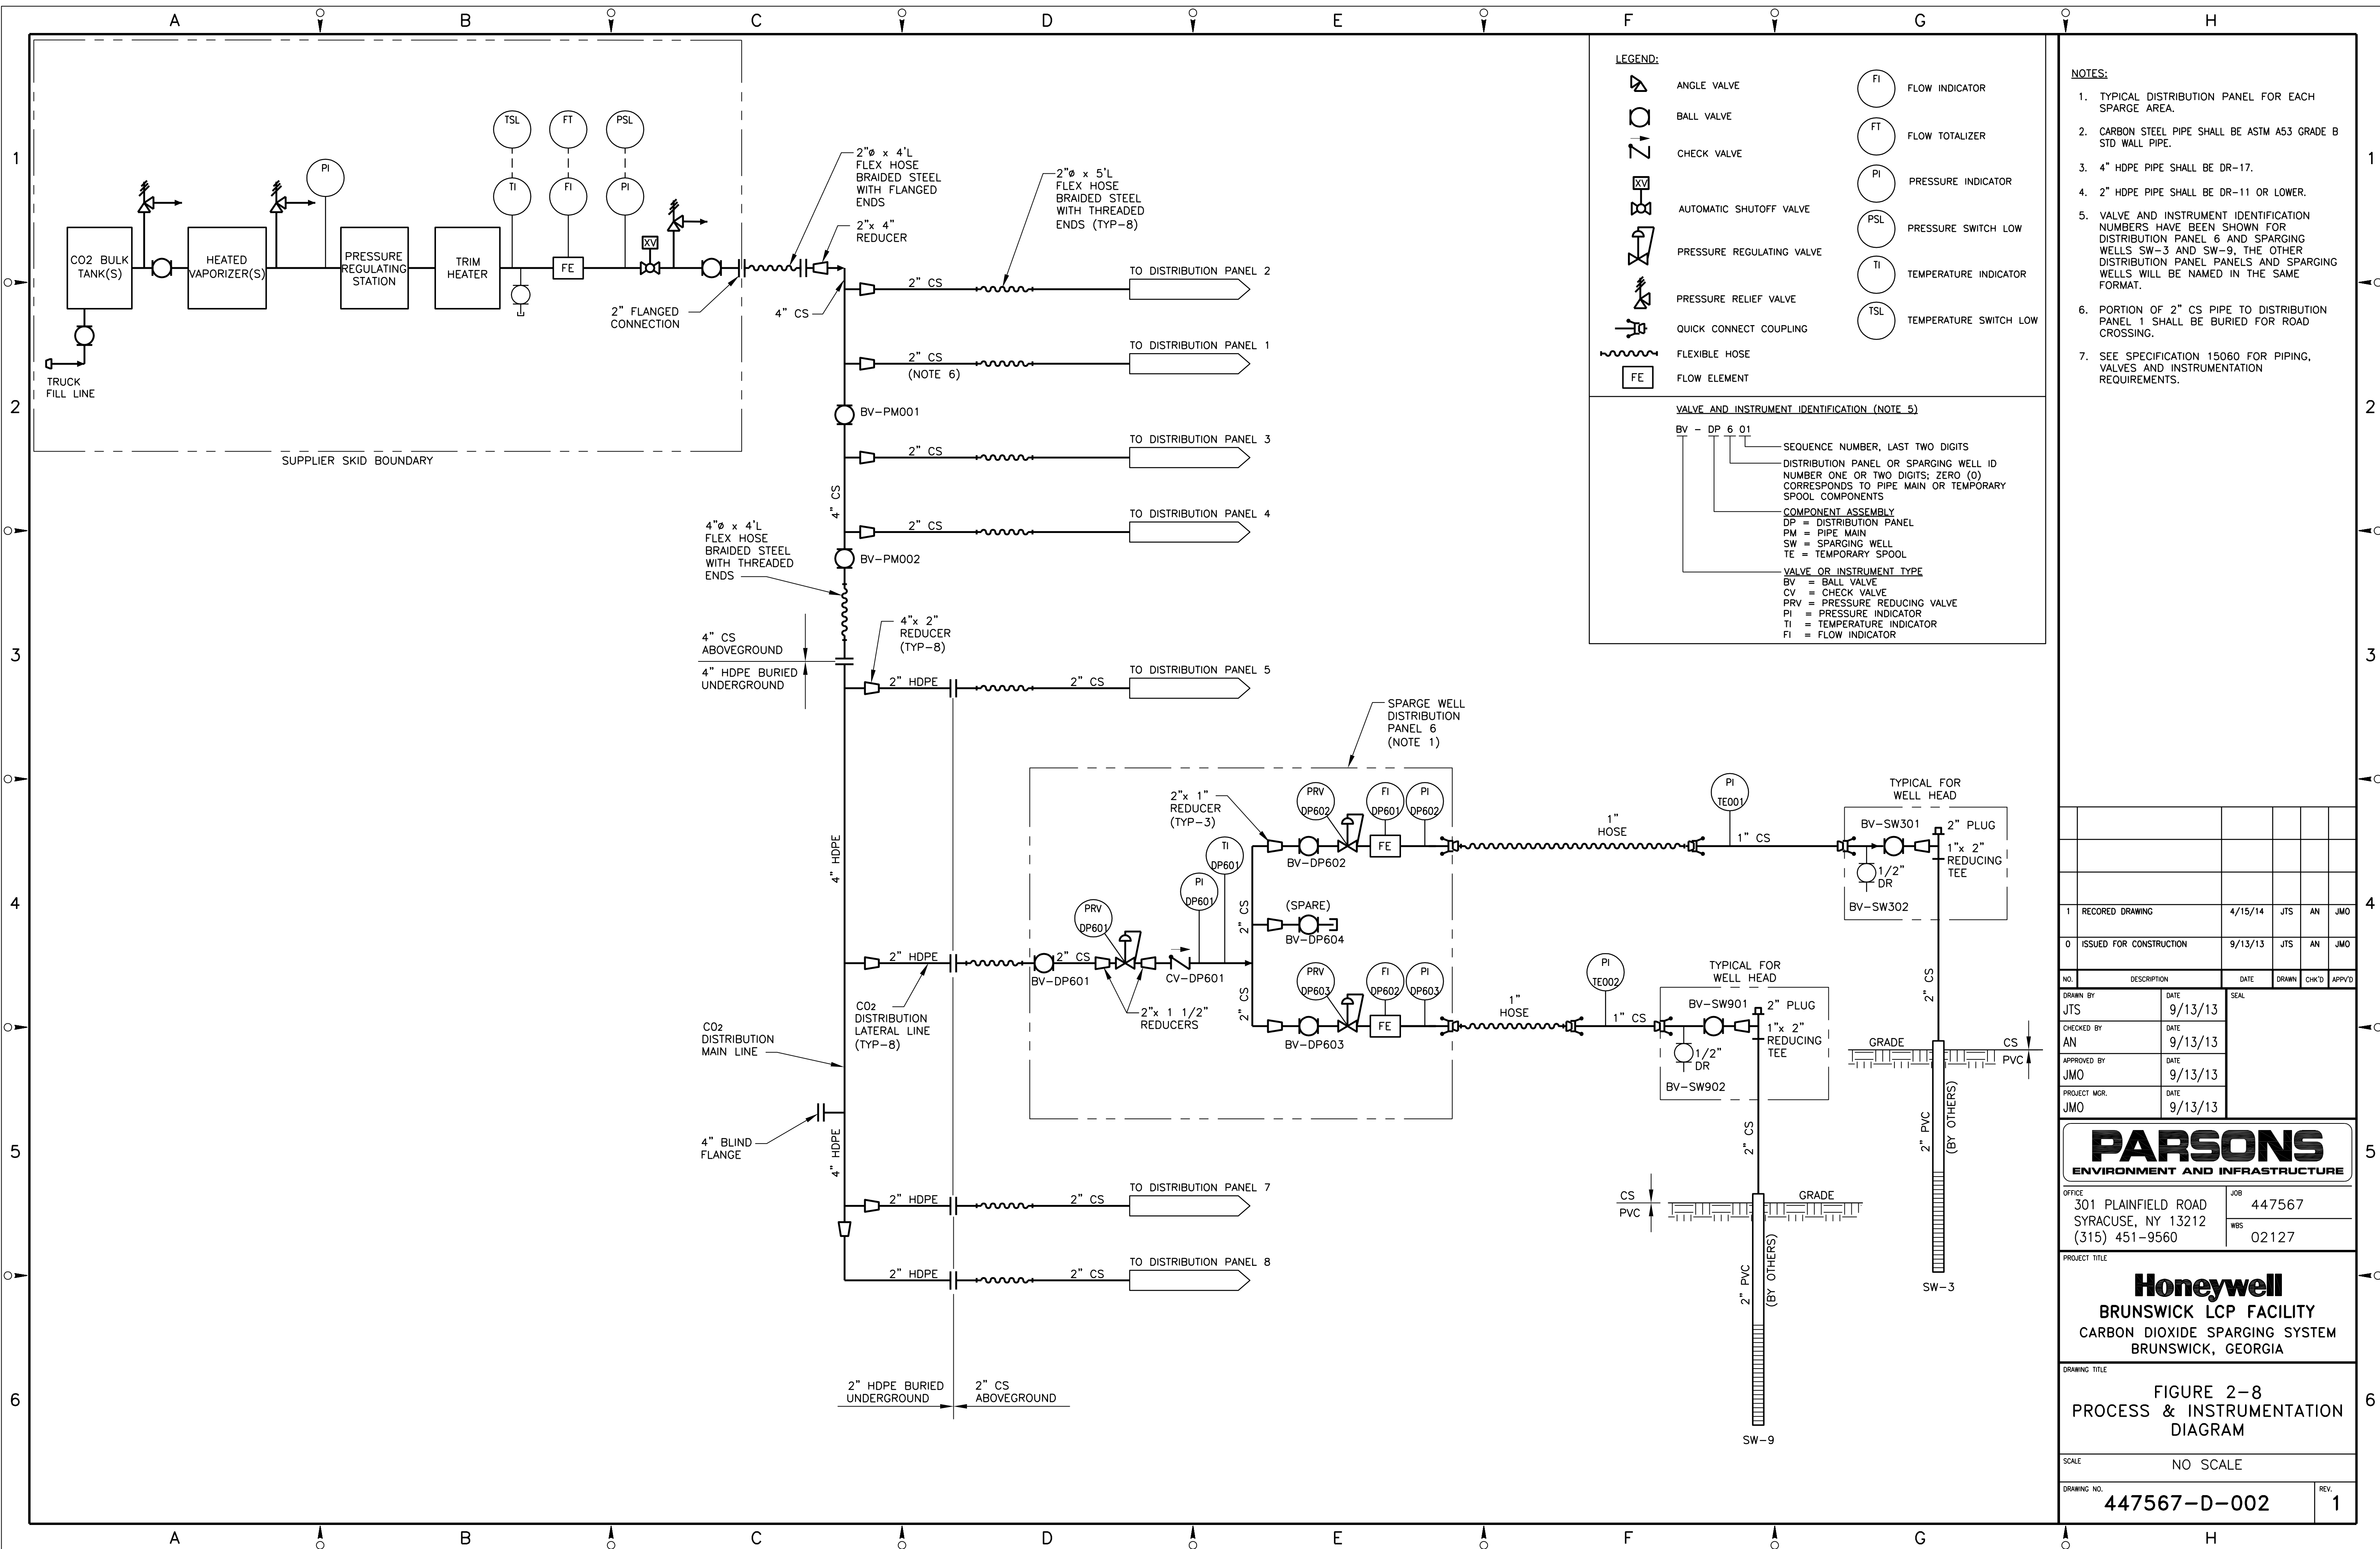 A B C D E F G H
1
2
3
4
5
6
CO2 BULK
TANK(S)
HEATED
VAPORIZER(S)
PI
PRESSURE
REGULATING
STATION
TRIM
HEATER
TSL
TI
FT
FI
FE
PSL
PI
XV
TRUCK
FILL LINE
SUPPLIER SKID BOUNDARY
2" FLANGED
CONNECTION
2"ø x 4'L
FLEX HOSE
BRAIDED STEEL
WITH FLANGED
ENDS
2"x 4"
REDUCER
4" CS
2"ø x 5'L
FLEX HOSE
BRAIDED STEEL
WITH THREADED
ENDS (TYP-8)
2" CS
TO DISTRIBUTION PANEL 2
2" CS
(NOTE 6)
TO DISTRIBUTION PANEL 1
BV-PM001
2" CS
TO DISTRIBUTION PANEL 3
4" CS
2" CS
TO DISTRIBUTION PANEL 4
BV-PM002
4"ø x 4'L
FLEX HOSE
BRAIDED STEEL
WITH THREADED
ENDS
4" CS
ABOVEGROUND
4" HDPE BURIED
UNDERGROUND
4"x 2"
REDUCER
(TYP-8)
2" HDPE
2" CS
TO DISTRIBUTION PANEL 5
4" HDPE
SPARGE WELL
DISTRIBUTION
PANEL 6
(NOTE 1)
2"x 1"
REDUCER
(TYP-3)
PRV
DP602
FI
DP601
PI
DP602
BV-DP602
FE
TI
DP601
PI
DP601
PRV
DP601
2" CS
(SPARE)
BV-DP604
2" HDPE
BV-DP601
2" CS
CV-DP601
2"x 1 1/2"
REDUCERS
2" CS
PRV
DP603
FI
DP602
PI
DP603
BV-DP603
FE
CO2
DISTRIBUTION
LATERAL LINE
(TYP-8)
CO2
DISTRIBUTION
MAIN LINE
4" BLIND
FLANGE
4" HDPE
2" HDPE
2" CS
TO DISTRIBUTION PANEL 7
2" HDPE
2" CS
TO DISTRIBUTION PANEL 8
2" HDPE BURIED
UNDERGROUND
2" CS
ABOVEGROUND
1"
HOSE
PI
TE001
1" CS
TYPICAL FOR
WELL HEAD
BV-SW301
2" PLUG
1"x 2"
REDUCING
TEE
1/2"
DR
BV-SW302
2" CS
GRADE
CS
PVC
2" PVC
(BY OTHERS)
SW-3
1"
HOSE
PI
TE002
1" CS
TYPICAL FOR
WELL HEAD
BV-SW901
2" PLUG
1"x 2"
REDUCING
TEE
1/2"
DR
BV-SW902
2" CS
CS
PVC
GRADE
2" PVC
(BY OTHERS)
SW-9
LEGEND:
ANGLE VALVE
BALL VALVE
CHECK VALVE
XV
AUTOMATIC SHUTOFF VALVE
PRESSURE REGULATING VALVE
PRESSURE RELIEF VALVE
QUICK CONNECT COUPLING
FLEXIBLE HOSE
FE
FLOW ELEMENT
FI
FLOW INDICATOR
FT
FLOW TOTALIZER
PI
PRESSURE INDICATOR
PSL
PRESSURE SWITCH LOW
TI
TEMPERATURE INDICATOR
TSL
TEMPERATURE SWITCH LOW
VALVE AND INSTRUMENT IDENTIFICATION (NOTE 5)
BV - DP 6 01
SEQUENCE NUMBER, LAST TWO DIGITS
DISTRIBUTION PANEL OR SPARGING WELL ID
NUMBER ONE OR TWO DIGITS; ZERO (0)
CORRESPONDS TO PIPE MAIN OR TEMPORARY
SPOOL COMPONENTS
COMPONENT ASSEMBLY
DP = DISTRIBUTION PANEL
PM = PIPE MAIN
SW = SPARGING WELL
TE = TEMPORARY SPOOL
VALVE OR INSTRUMENT TYPE
BV = BALL VALVE
CV = CHECK VALVE
PRV = PRESSURE REDUCING VALVE
PI = PRESSURE INDICATOR
TI = TEMPERATURE INDICATOR
FI = FLOW INDICATOR
NOTES:
1. TYPICAL DISTRIBUTION PANEL FOR EACH
SPARGE AREA.
2. CARBON STEEL PIPE SHALL BE ASTM A53 GRADE B
STD WALL PIPE.
3. 4" HDPE PIPE SHALL BE DR-17.
4. 2" HDPE PIPE SHALL BE DR-11 OR LOWER.
5. VALVE AND INSTRUMENT IDENTIFICATION
NUMBERS HAVE BEEN SHOWN FOR
DISTRIBUTION PANEL 6 AND SPARGING
WELLS SW-3 AND SW-9, THE OTHER
DISTRIBUTION PANEL PANELS AND SPARGING
WELLS WILL BE NAMED IN THE SAME
FORMAT.
6. PORTION OF 2" CS PIPE TO DISTRIBUTION
PANEL 1 SHALL BE BURIED FOR ROAD
CROSSING.
7. SEE SPECIFICATION 15060 FOR PIPING,
VALVES AND INSTRUMENTATION
REQUIREMENTS.
1 RECORED DRAWING 4/15/14 JTS AN JMO
0 ISSUED FOR CONSTRUCTION 9/13/13 JTS AN JMO
NO. DESCRIPTION DATE DRAWN CHK'D APPV'D
DRAWN BY DATE SEAL
JTS 9/13/13
CHECKED BY DATE
AN 9/13/13
APPROVED BY DATE
JMO 9/13/13
PROJECT MGR. DATE
JMO 9/13/13
PARSONS
ENVIRONMENT AND INFRASTRUCTURE
OFFICE
301 PLAINFIELD ROAD
SYRACUSE, NY 13212
(315) 451-9560
JOB
447567
WBS
02127
PROJECT TITLE
Honeywell
BRUNSWICK LCP FACILITY
CARBON DIOXIDE SPARGING SYSTEM
BRUNSWICK, GEORGIA
DRAWING TITLE
FIGURE 2-8
PROCESS & INSTRUMENTATION
DIAGRAM
SCALE
NO SCALE
DRAWING NO.
447567-D-002
REV.
1
1
2
3
4
5
6
A B C D E F G H